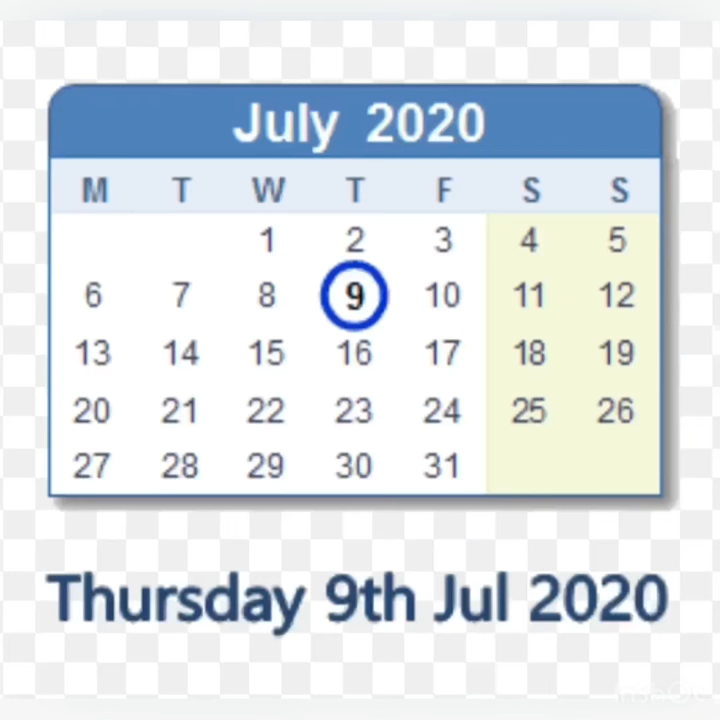 July 2020
M T W T F S S
1 2 3 4 5
6 7 8 9 10 11 12
13 14 15 16 17 18 19
20 21 22 23 24 25 26
27 28 29 30 31
Thursday 9th Jul 2020